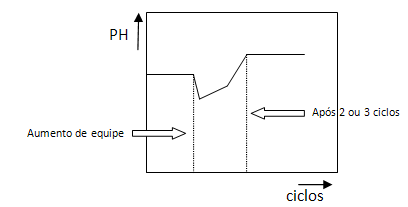 PH
Após 2 ou 3 ciclos
Aumento de equipe
ciclos